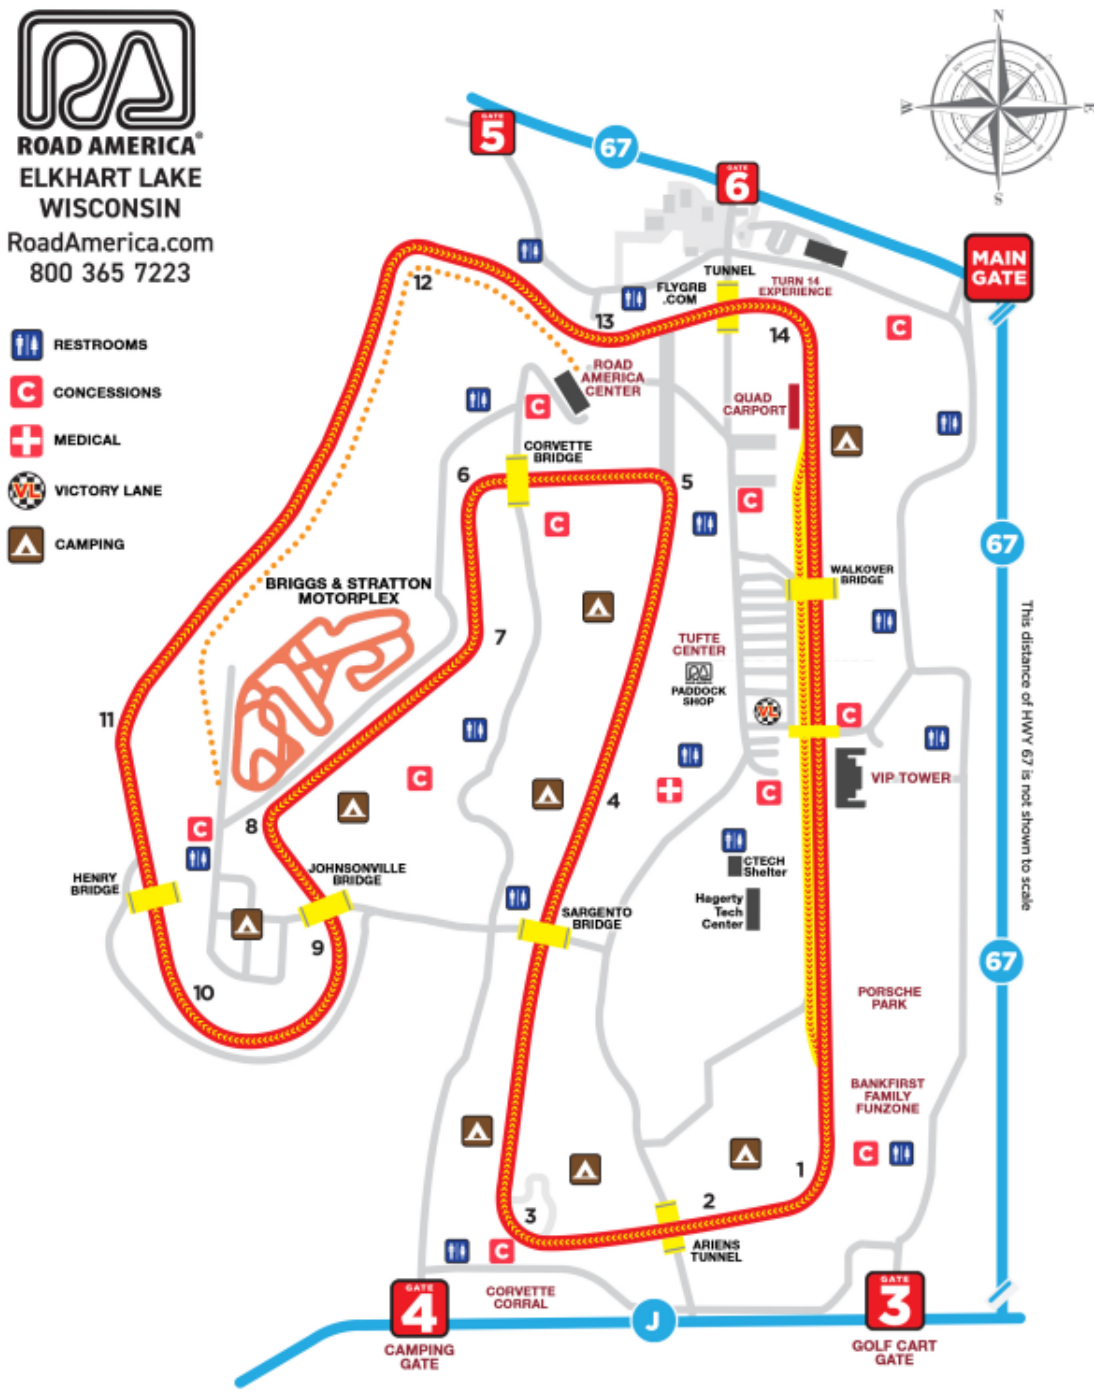 RA
ROAD AMERICA®
ELKHART LAKE
WISCONSIN
RoadAmerica.com
800 365 7223
RESTROOMS
C
CONCESSIONS
MEDICAL
VL
VICTORY LANE
CAMPING
N
W
E
S
GATE
5
67
GATE
6
MAIN
GATE
TUNNEL
TURN 14
EXPERIENCE
FLYGRB
.COM
12
13
14
C
ROAD
AMERICA
CENTER
QUAD
CARPORT
C
CORVETTE
BRIDGE
6
5
C
C
67
WALKOVER
BRIDGE
BRIGGS & STRATTON
MOTORPLEX
7
TUFTE
CENTER
RA
PADDOCK
SHOP
VL
C
This distance of HWY 67 is not shown to scale
11
VIP TOWER
C
4
C
8
C
CTECH
Shelter
HENRY
BRIDGE
JOHNSONVILLE
BRIDGE
SARGENTO
BRIDGE
Hagerty
Tech
Center
9
10
67
PORSCHE
PARK
BANKFIRST
FAMILY
FUNZONE
C
1
2
3
C
ARIENS
TUNNEL
CORVETTE
CORRAL
GATE
4
CAMPING
GATE
J
GATE
3
GOLF CART
GATE